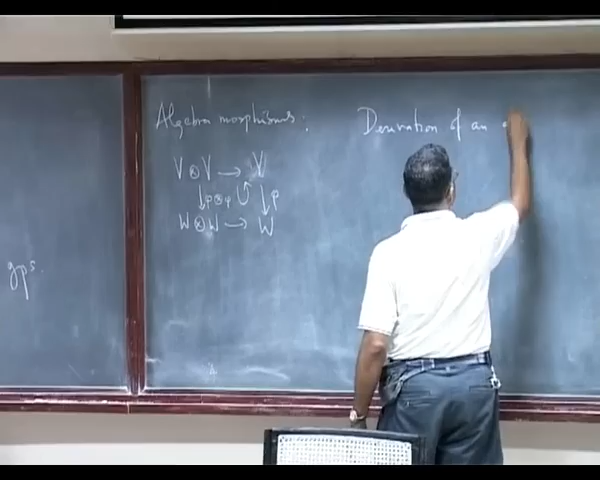 gps.
Algebra morphisms:
Derivation of an
V ⊗ V → V
↓ φ⊗φ ↺ ↓ φ
W ⊗ W → W